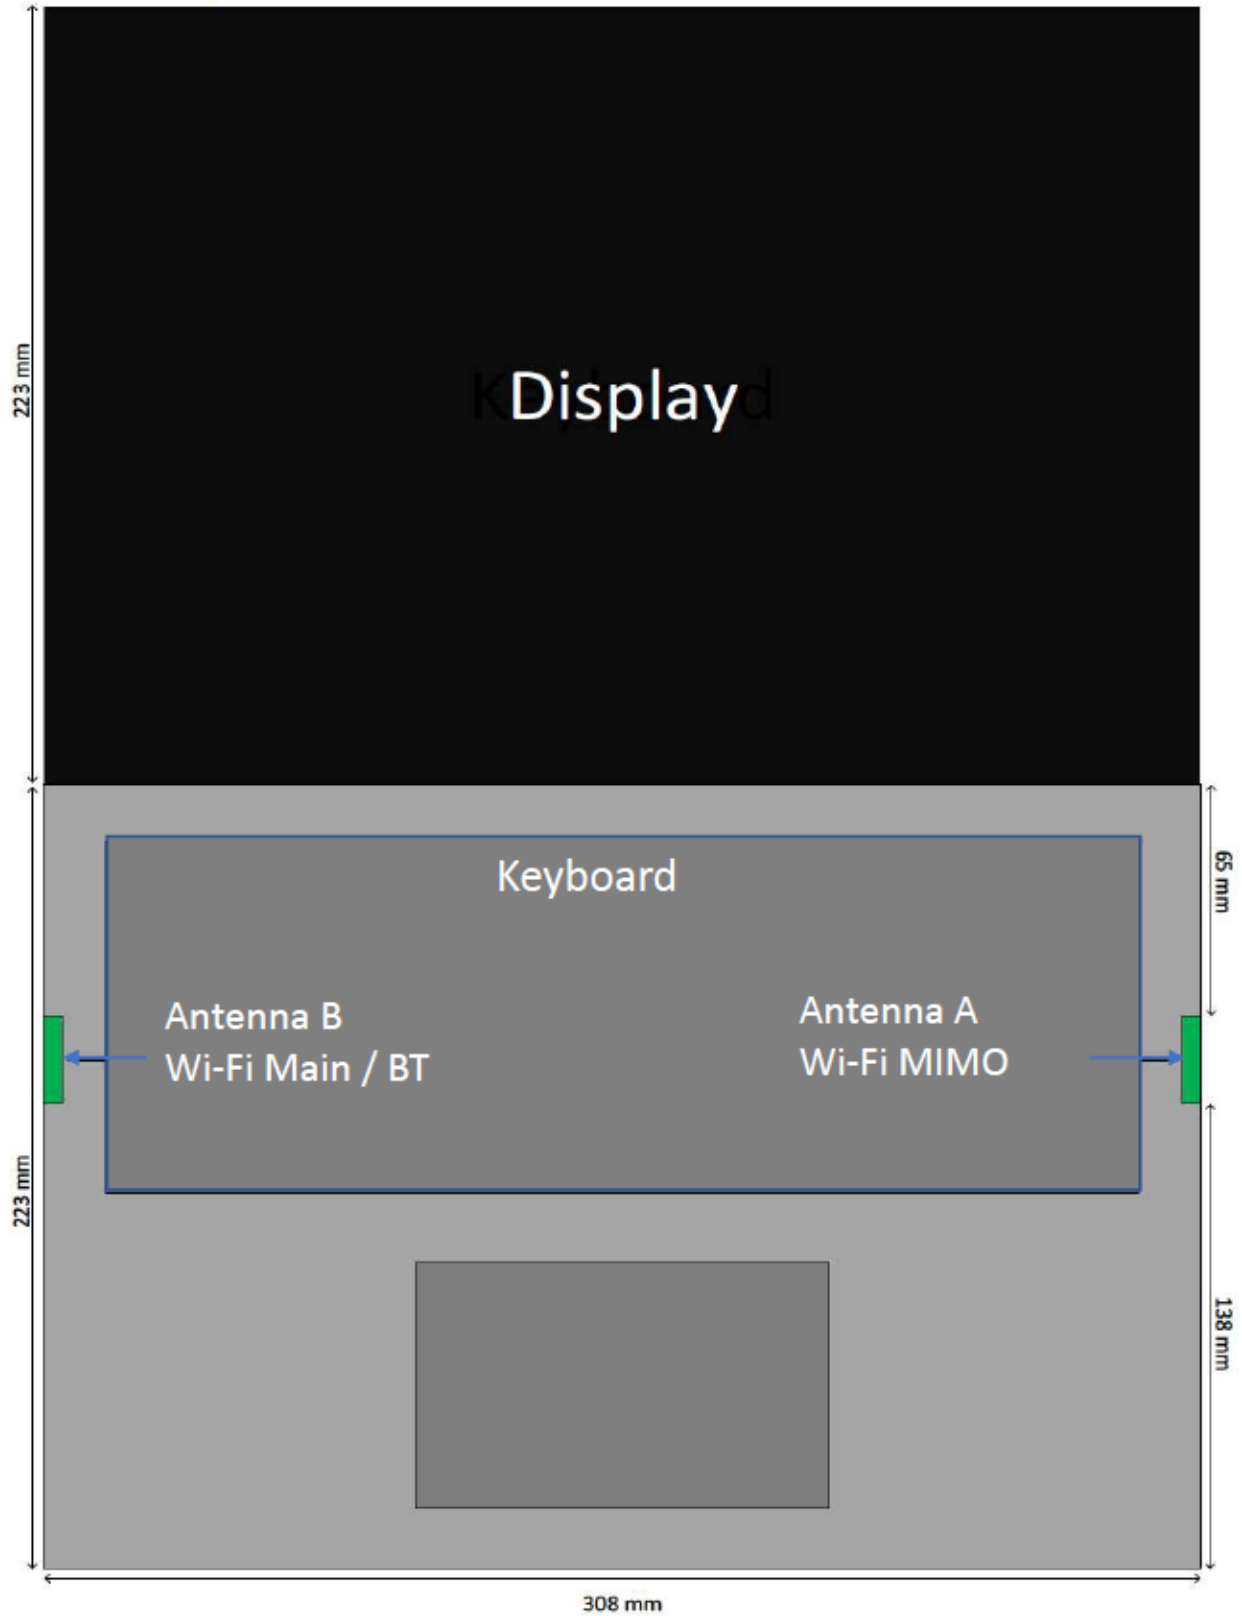 223 mm
Display
Keyboard
65 mm
Antenna B
Wi-Fi Main / BT
Antenna A
Wi-Fi MIMO
223 mm
138 mm
308 mm